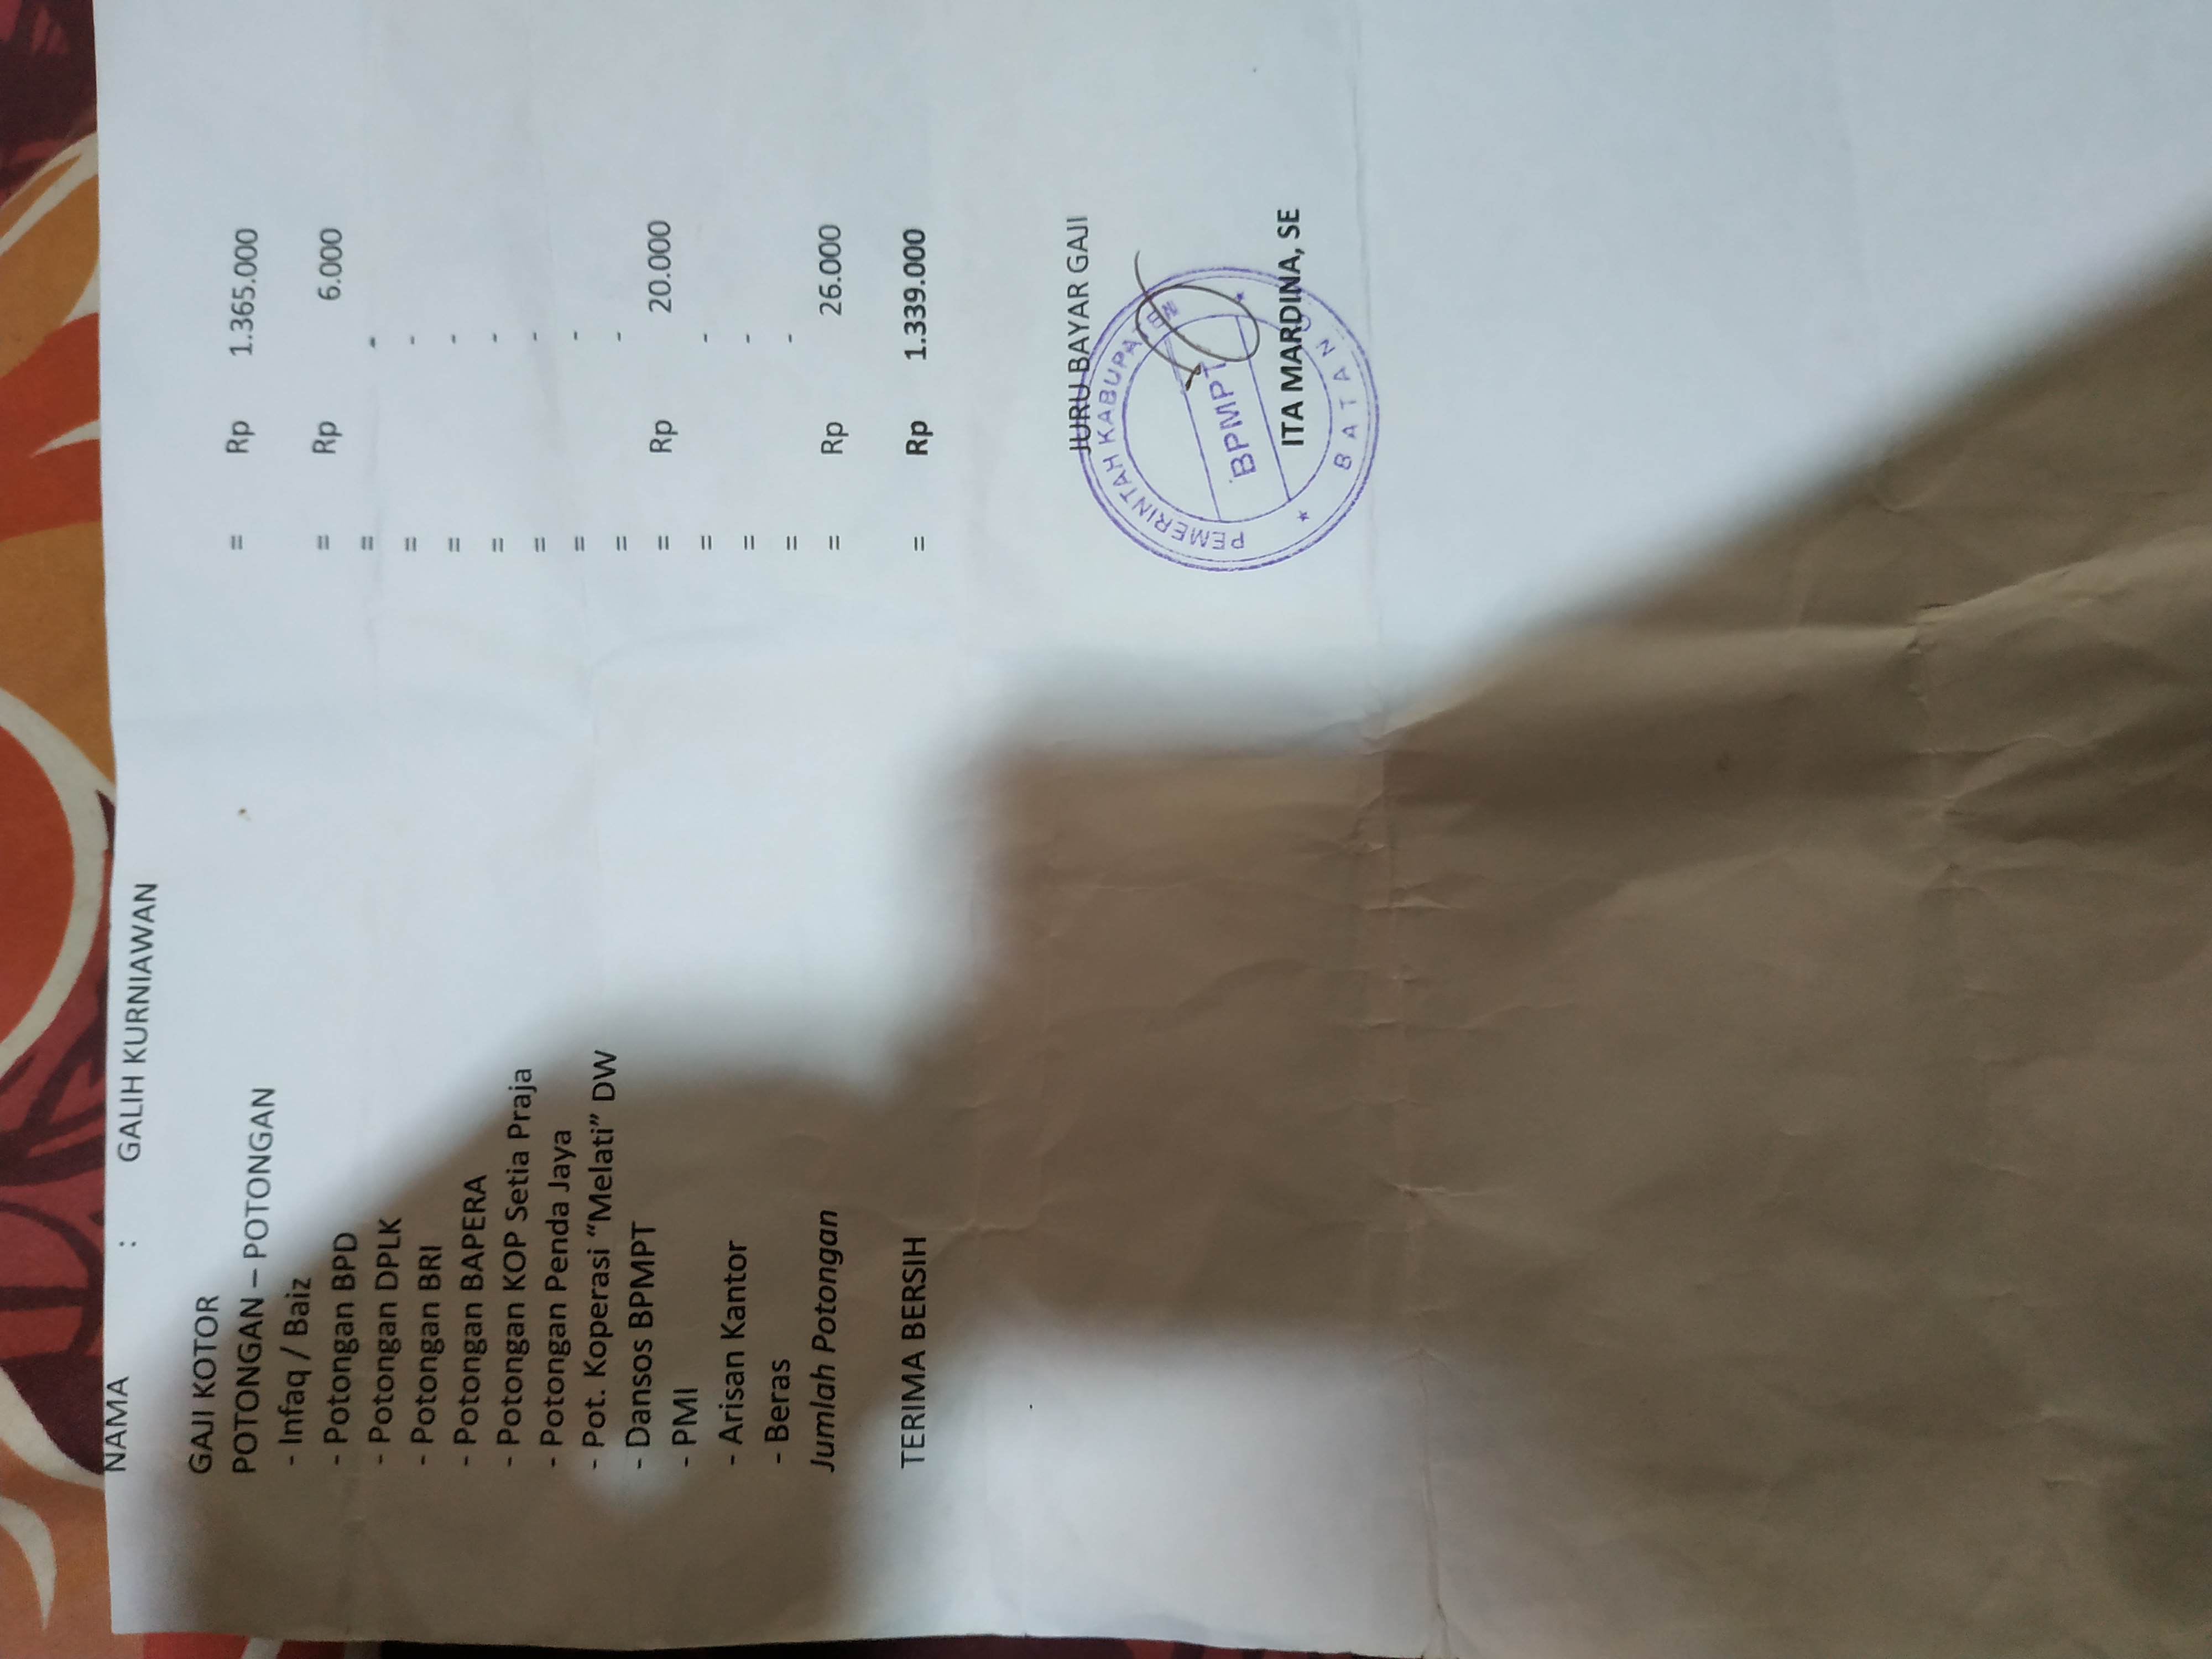 NAMA : GALIH KURNIAWAN
GAJI KOTOR = Rp 1.365.000
POTONGAN – POTONGAN
- Infaq / Baiz = Rp 6.000
- Potongan BPD = -
- Potongan DPLK = -
- Potongan BRI = -
- Potongan BAPERA = -
- Potongan KOP Setia Praja = -
- Potongan Penda Jaya = -
- Pot. Koperasi “Melati” DW = -
- Dansos BPMPT = Rp 20.000
- PMI = -
- Arisan Kantor = -
- Beras = -
Jumlah Potongan = Rp 26.000
TERIMA BERSIH = Rp 1.339.000
JURU BAYAR GAJI
PEMERINTAH KABUPATEN
BPMPT
BATANG
ITA MARDINA, SE